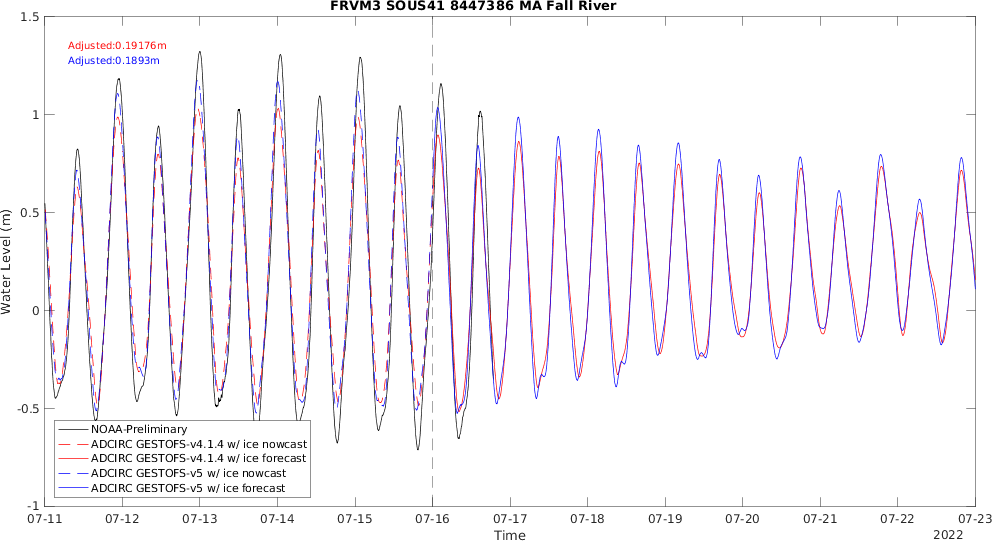 FRVM3 SOUS41 8447386 MA Fall River
Adjusted:0.19176m
Adjusted:0.1893m
Water Level (m)
1.5
1
0.5
0
-0.5
-1
NOAA-Preliminary
ADCIRC GESTOFS-v4.1.4 w/ ice nowcast
ADCIRC GESTOFS-v4.1.4 w/ ice forecast
ADCIRC GESTOFS-v5 w/ ice nowcast
ADCIRC GESTOFS-v5 w/ ice forecast
07-11 07-12 07-13 07-14 07-15 07-16 07-17 07-18 07-19 07-20 07-21 07-22 07-23
Time
2022